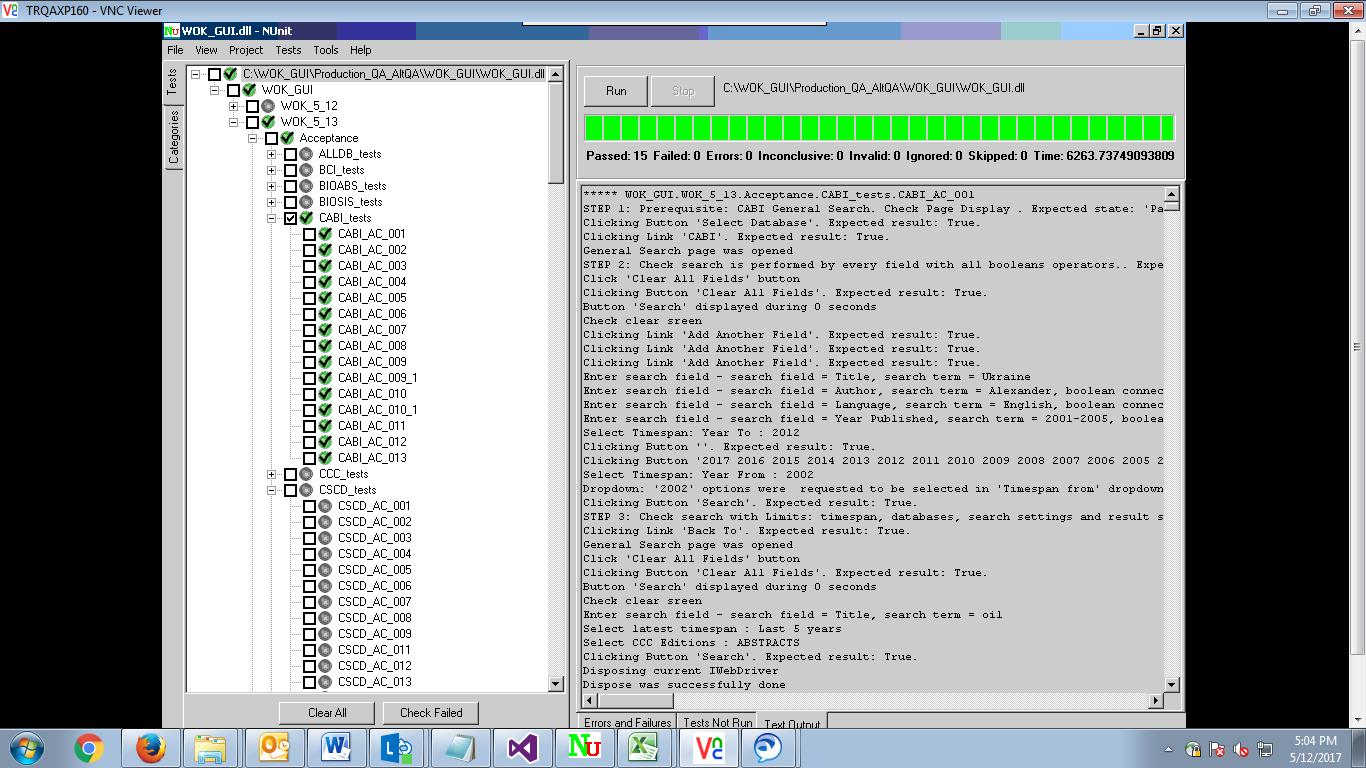 TRQAXP160 - VNC Viewer
WOK_GUI.dll - NUnit
File View Project Tests Tools Help
Tests
Categories
C:\WOK_GUI\Production_QA_AltQA\WOK_GUI\WOK_GUI.dll
WOK_GUI
WOK_5_12
WOK_5_13
Acceptance
ALLDB_tests
BCI_tests
BIOABS_tests
BIOSIS_tests
CABI_tests
CABI_AC_001
CABI_AC_002
CABI_AC_003
CABI_AC_004
CABI_AC_005
CABI_AC_006
CABI_AC_007
CABI_AC_008
CABI_AC_009
CABI_AC_009_1
CABI_AC_010
CABI_AC_010_1
CABI_AC_011
CABI_AC_012
CABI_AC_013
CCC_tests
CSCD_tests
CSCD_AC_001
CSCD_AC_002
CSCD_AC_003
CSCD_AC_004
CSCD_AC_005
CSCD_AC_006
CSCD_AC_007
CSCD_AC_008
CSCD_AC_009
CSCD_AC_011
CSCD_AC_012
CSCD_AC_013
Clear All Check Failed
Run Stop C:\WOK_GUI\Production_QA_AltQA\WOK_GUI\WOK_GUI.dll
Passed: 15 Failed: 0 Errors: 0 Inconclusive: 0 Invalid: 0 Ignored: 0 Skipped: 0 Time: 6263.73749093809
***** WOK_GUI.WOK_5_13.Acceptance.CABI_tests.CABI_AC_001
STEP 1: Prerequisite: CABI General Search. Check Page Display . Expected state: 'Pa
Clicking Button 'Select Database'. Expected result: True.
Clicking Link 'CABI'. Expected result: True.
General Search page was opened
STEP 2: Check search is performed by every field with all booleans operators.. Expe
Click 'Clear All Fields' button
Clicking Button 'Clear All Fields'. Expected result: True.
Button 'Search' displayed during 0 seconds
Check clear sreen
Clicking Link 'Add Another Field'. Expected result: True.
Clicking Link 'Add Another Field'. Expected result: True.
Clicking Link 'Add Another Field'. Expected result: True.
Enter search field - search field = Title, search term = Ukraine
Enter search field - search field = Author, search term = Alexander, boolean connec
Enter search field - search field = Language, search term = English, boolean connec
Enter search field - search field = Year Published, search term = 2001-2005, boolea
Select Timespan: Year To : 2012
Clicking Button ''. Expected result: True.
Clicking Button '2017 2016 2015 2014 2013 2012 2011 2010 2009 2008 2007 2006 2005 2
Select Timespan: Year From : 2002
Dropdown: '2002' options were  requested to be selected in 'Timespan from' dropdown
Clicking Button 'Search'. Expected result: True.
STEP 3: Check search with Limits: timespan, databases, search settings and result s
Clicking Link 'Back To'. Expected result: True.
General Search page was opened
Click 'Clear All Fields' button
Clicking Button 'Clear All Fields'. Expected result: True.
Button 'Search' displayed during 0 seconds
Check clear sreen
Enter search field - search field = Title, search term = oil
Select latest timespan : Last 5 years
Select CCC Editions : ABSTRACTS
Clicking Button 'Search'. Expected result: True.
Disposing current IWebDriver
Dispose was successfully done
Errors and Failures Tests Not Run Text Output
5:04 PM
5/12/2017